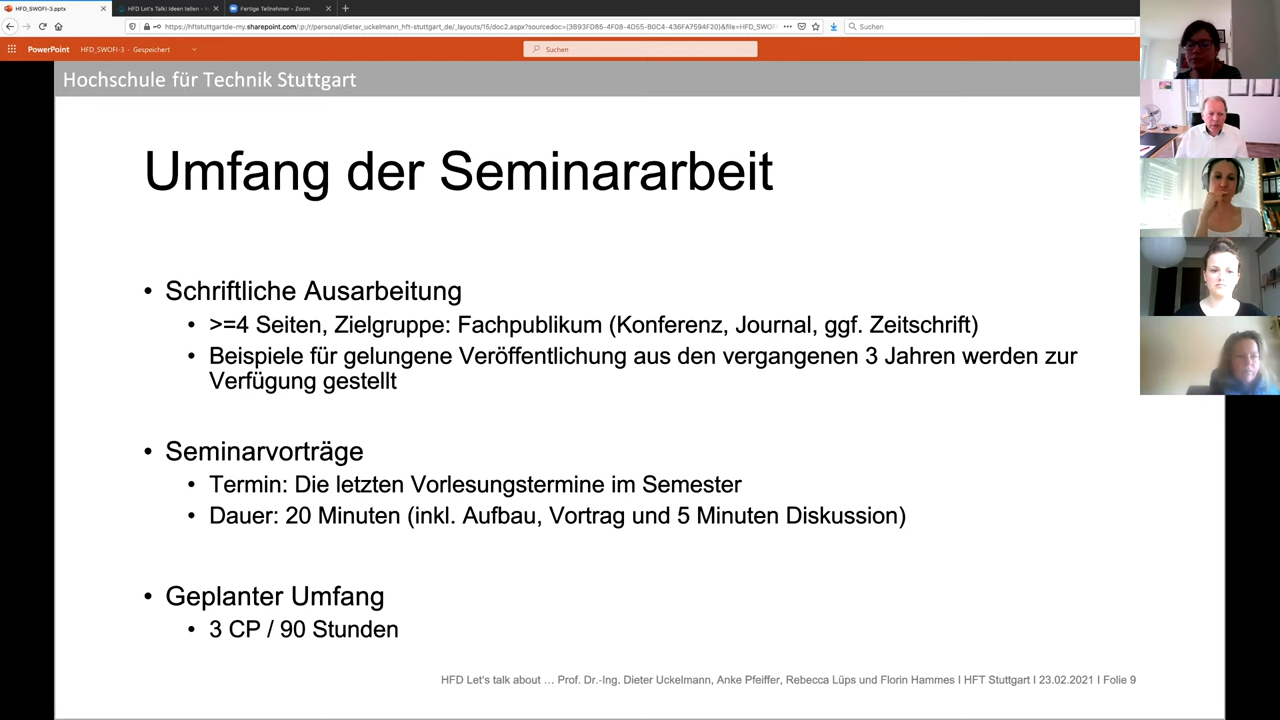 HFD_SWOFI-3.pptx
HFD Let's Talk! Ideen teilen - H
Fertige Teilnehmer - Zoom
https://hftstuttgartde-my.sharepoint.com/:p:/r/personal/dieter_uckelmann_hft-stuttgart_de/_layouts/15/doc2.aspx?sourcedoc={3B93FD85-4F08-4D55-B0C4-436FA7594F20}&file=HFD_SWOFI
Suchen
PowerPoint
HFD_SWOFI-3 - Gespeichert
Suchen
Hochschule für Technik Stuttgart
Umfang der Seminararbeit
• Schriftliche Ausarbeitung
• >=4 Seiten, Zielgruppe: Fachpublikum (Konferenz, Journal, ggf. Zeitschrift)
• Beispiele für gelungene Veröffentlichung aus den vergangenen 3 Jahren werden zur
Verfügung gestellt
• Seminarvorträge
• Termin: Die letzten Vorlesungstermine im Semester
• Dauer: 20 Minuten (inkl. Aufbau, Vortrag und 5 Minuten Diskussion)
• Geplanter Umfang
• 3 CP / 90 Stunden
HFD Let's talk about … Prof. Dr.-Ing. Dieter Uckelmann, Anke Pfeiffer, Rebecca Lüps und Florin Hammes I HFT Stuttgart I 23.02.2021 I Folie 9